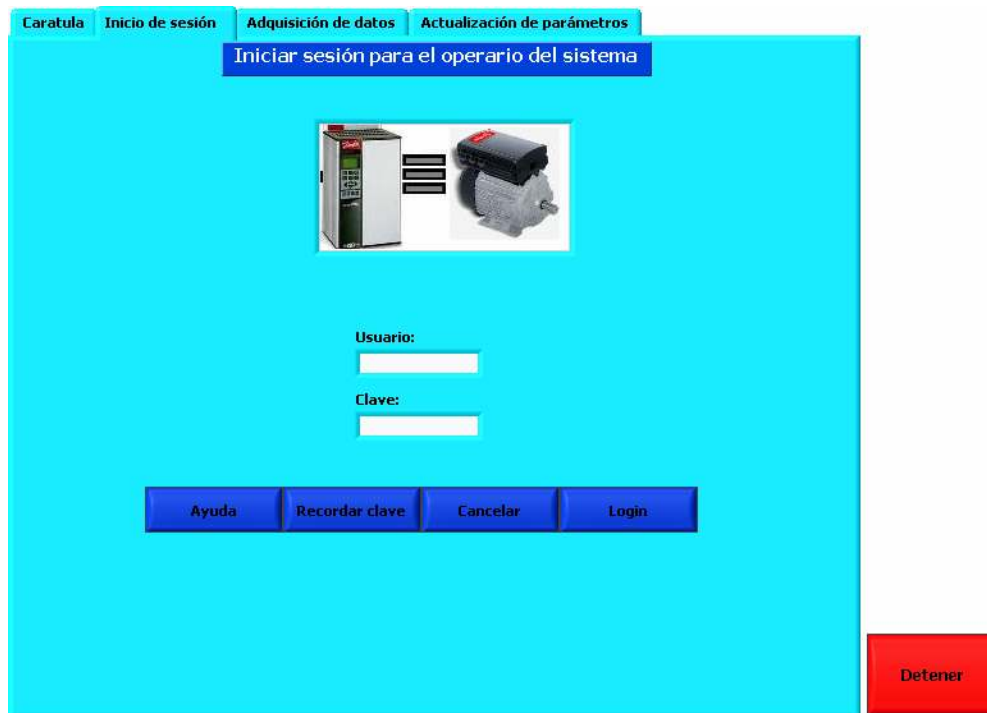 Caratula Inicio de sesión Adquisición de datos Actualización de parámetros
Iniciar sesión para el operario del sistema
Usuario:
Clave:
Ayuda Recordar clave Cancelar Login
Detener